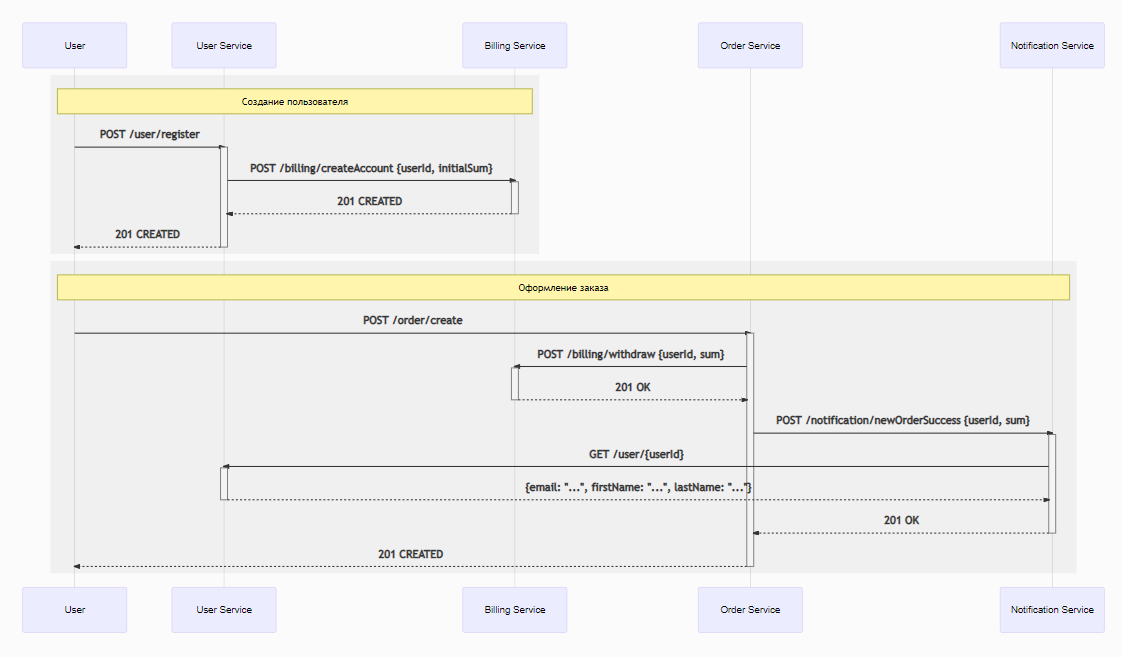 User
User Service
Billing Service
Order Service
Notification Service
Создание пользователя
POST /user/register
POST /billing/createAccount {userId, initialSum}
201 CREATED
201 CREATED
Оформление заказа
POST /order/create
POST /billing/withdraw {userId, sum}
201 OK
POST /notification/newOrderSuccess {userId, sum}
GET /user/{userId}
{email: "...", firstName: "...", lastName: "..."}
201 OK
201 CREATED
User
User Service
Billing Service
Order Service
Notification Service